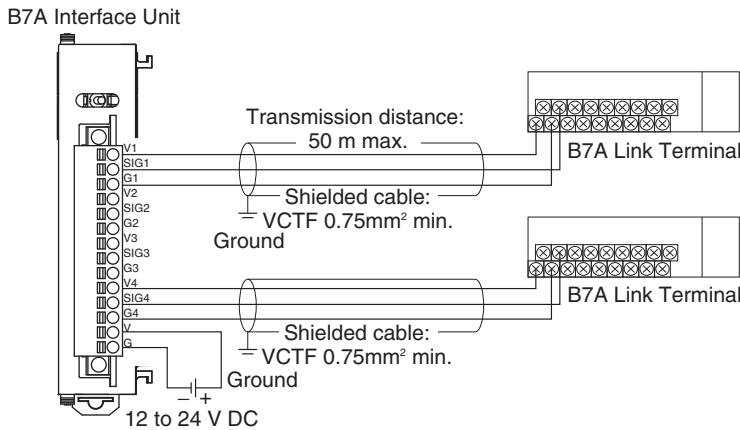 B7A Interface Unit
Transmission distance:
50 m max.
V1
SIG1
G1
V2
SIG2
G2
V3
SIG3
G3
V4
SIG4
G4
V
G
B7A Link Terminal
Shielded cable:
VCTF 0.75mm² min.
Ground
B7A Link Terminal
Shielded cable:
VCTF 0.75mm² min.
Ground
– +
12 to 24 V DC